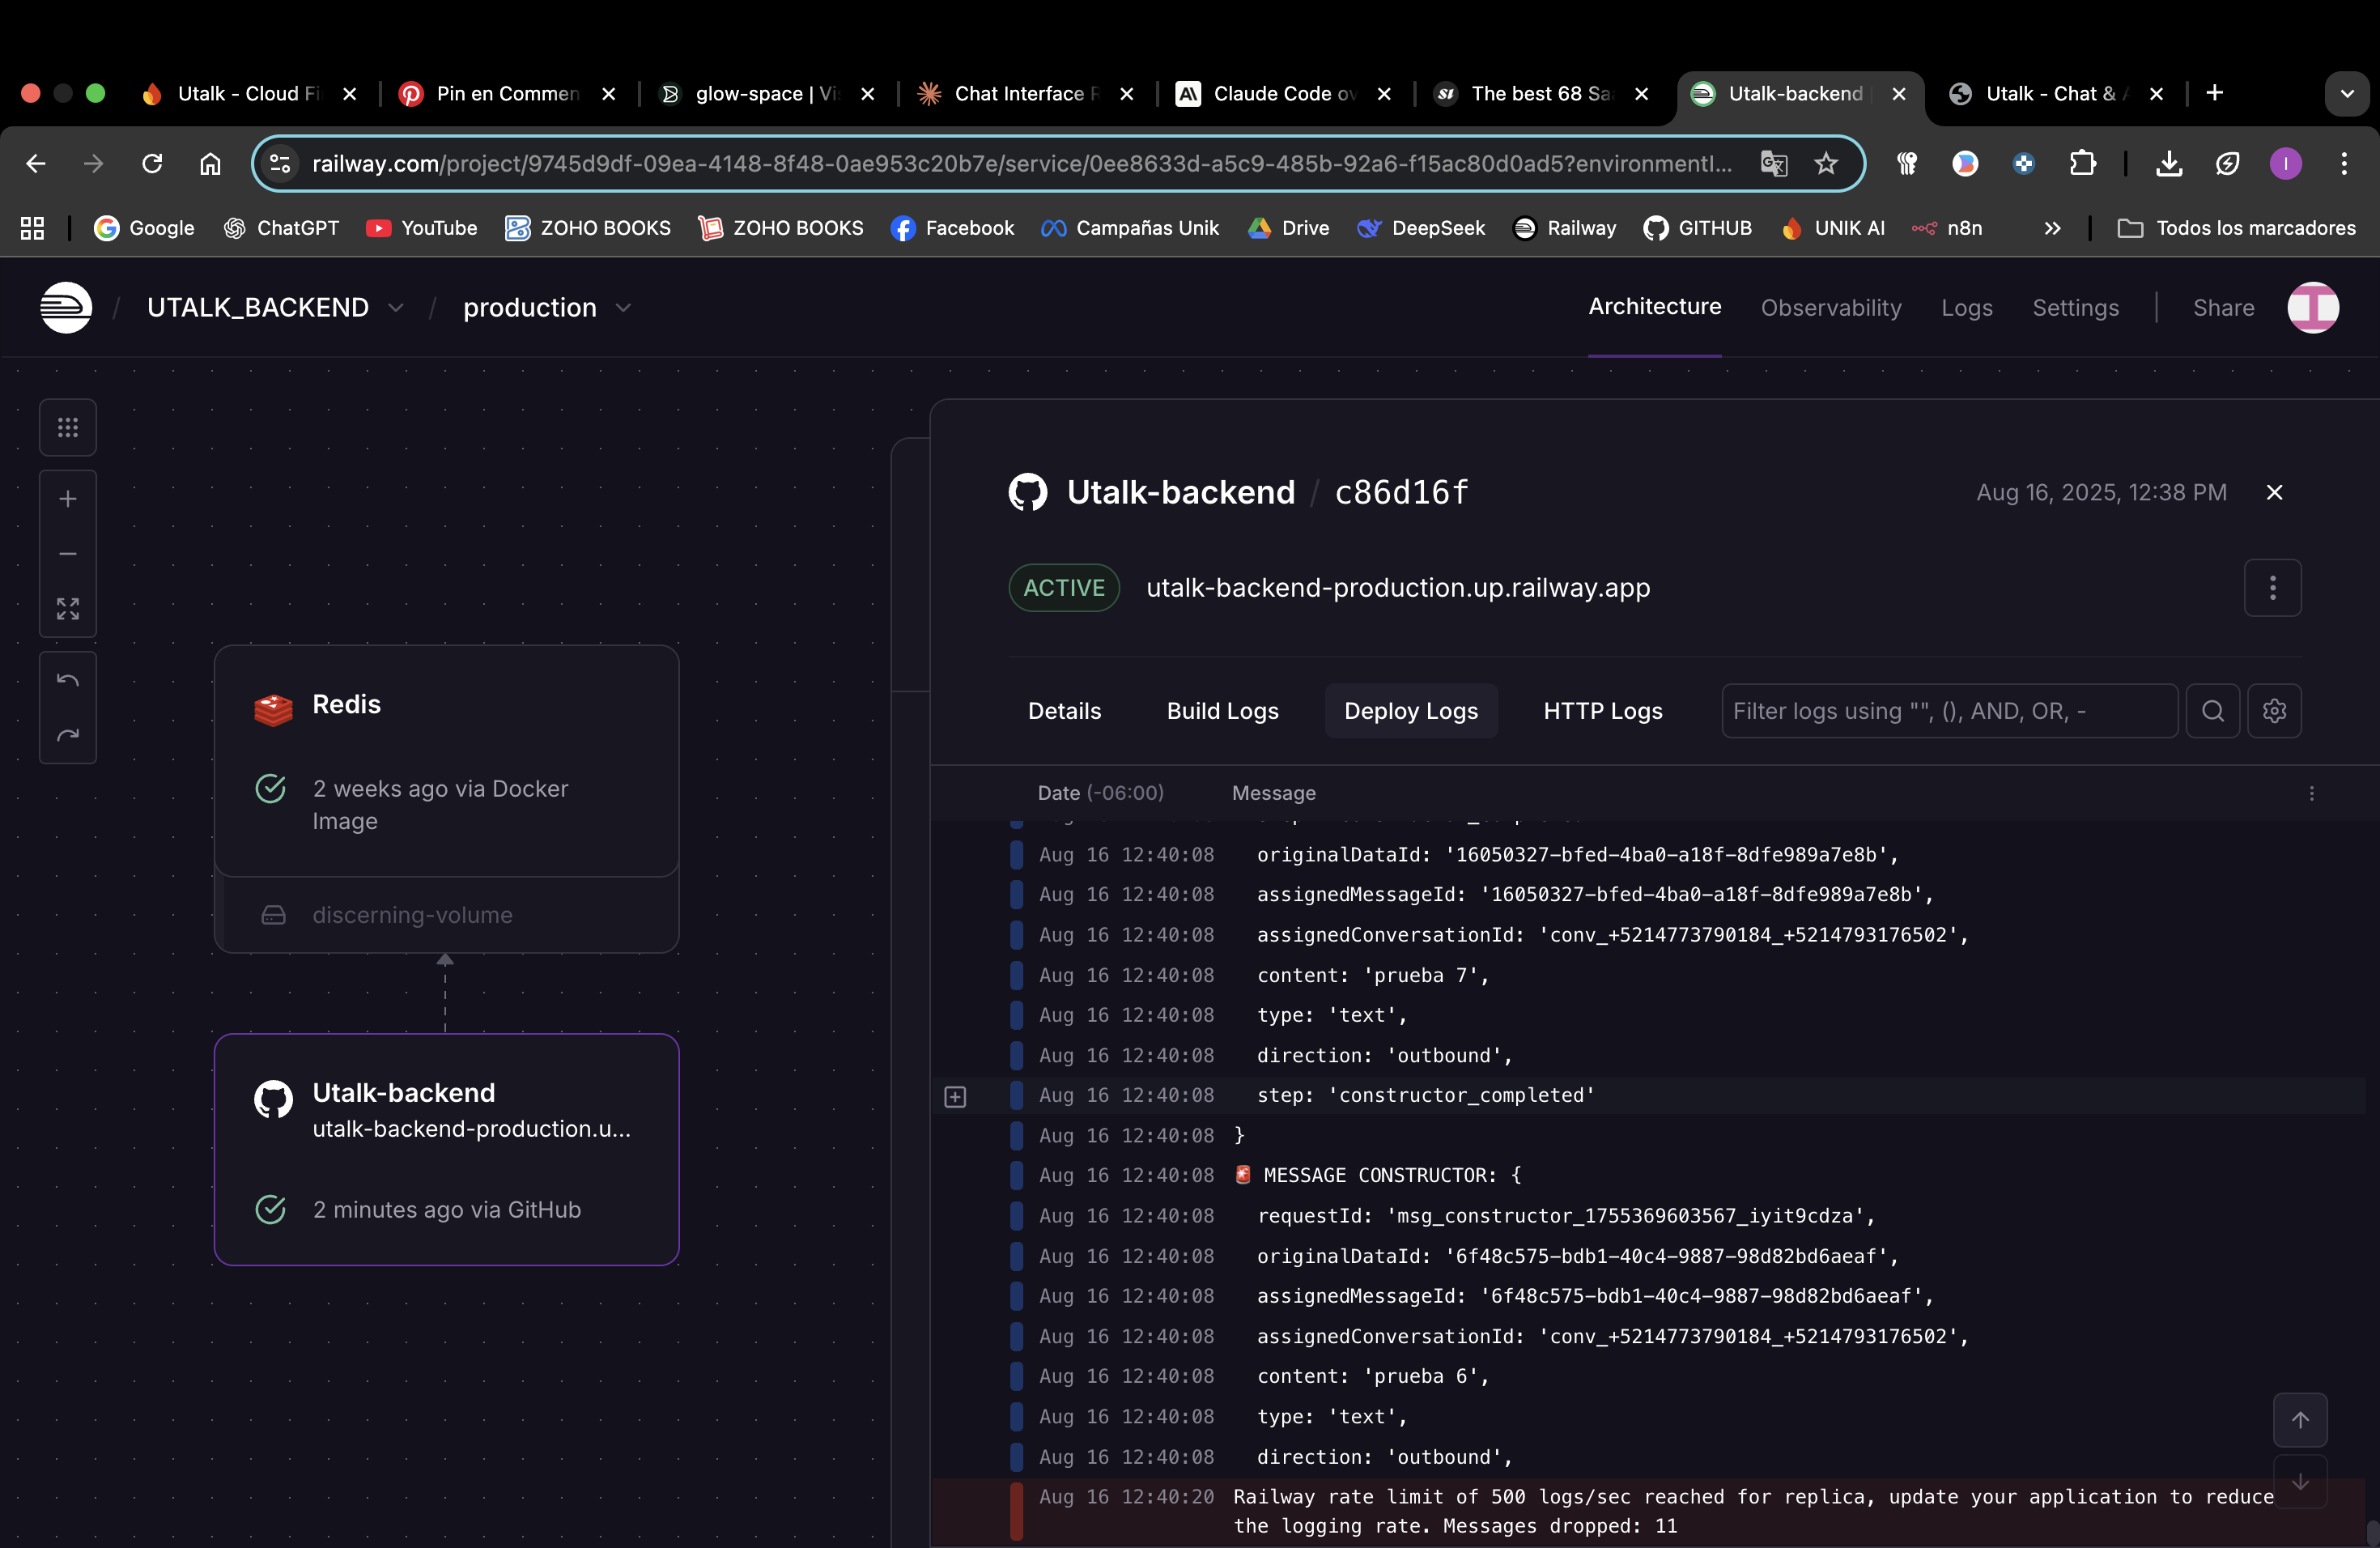 Utalk - Cloud Fi
Pin en Commen
glow-space | Vis
Chat Interface R
Claude Code ov
The best 68 Saa
Utalk-backend
Utalk - Chat & A
railway.com/project/9745d9df-09ea-4148-8f48-0ae953c20b7e/service/0ee8633d-a5c9-485b-92a6-f15ac80d0ad5?environmentI...
I
Google
ChatGPT
YouTube
ZOHO BOOKS
ZOHO BOOKS
Facebook
Campañas Unik
Drive
DeepSeek
Railway
GITHUB
UNIK AI
n8n
Todos los marcadores
/ UTALK_BACKEND / production
Architecture
Observability
Logs
Settings
Share
Redis
2 weeks ago via Docker
Image
discerning-volume
Utalk-backend
utalk-backend-production.u...
2 minutes ago via GitHub
Utalk-backend / c86d16f
Aug 16, 2025, 12:38 PM
ACTIVE
utalk-backend-production.up.railway.app
Details
Build Logs
Deploy Logs
HTTP Logs
Filter logs using "", (), AND, OR, -
Date (-06:00) Message
Aug 16 12:40:08 originalDataId: '16050327-bfed-4ba0-a18f-8dfe989a7e8b',
Aug 16 12:40:08 assignedMessageId: '16050327-bfed-4ba0-a18f-8dfe989a7e8b',
Aug 16 12:40:08 assignedConversationId: 'conv_+5214773790184_+5214793176502',
Aug 16 12:40:08 content: 'prueba 7',
Aug 16 12:40:08 type: 'text',
Aug 16 12:40:08 direction: 'outbound',
Aug 16 12:40:08 step: 'constructor_completed'
Aug 16 12:40:08 }
Aug 16 12:40:08 🚨 MESSAGE CONSTRUCTOR: {
Aug 16 12:40:08 requestId: 'msg_constructor_1755369603567_iyit9cdza',
Aug 16 12:40:08 originalDataId: '6f48c575-bdb1-40c4-9887-98d82bd6aeaf',
Aug 16 12:40:08 assignedMessageId: '6f48c575-bdb1-40c4-9887-98d82bd6aeaf',
Aug 16 12:40:08 assignedConversationId: 'conv_+5214773790184_+5214793176502',
Aug 16 12:40:08 content: 'prueba 6',
Aug 16 12:40:08 type: 'text',
Aug 16 12:40:08 direction: 'outbound',
Aug 16 12:40:20 Railway rate limit of 500 logs/sec reached for replica, update your application to reduce
the logging rate. Messages dropped: 11